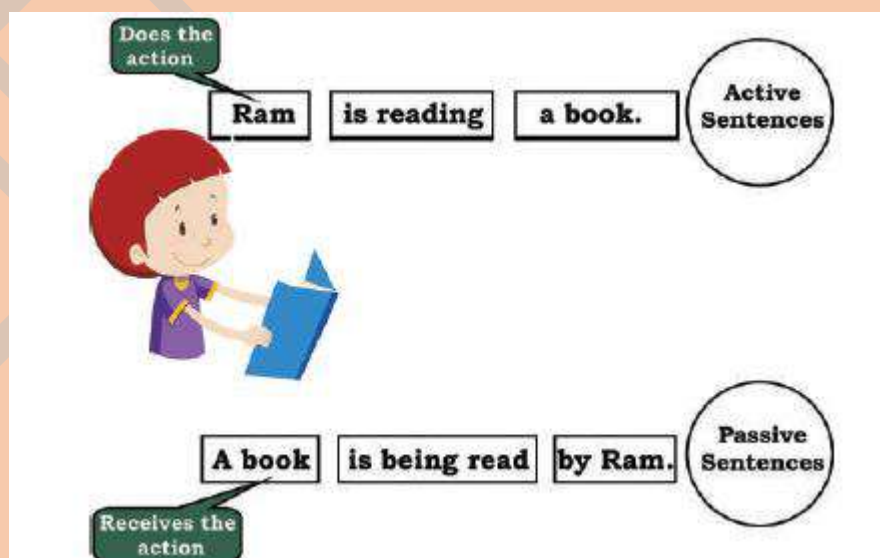 Does the
action
Ram is reading a book.
Active
Sentences
A book is being read by Ram.
Passive
Sentences
Receives the
action